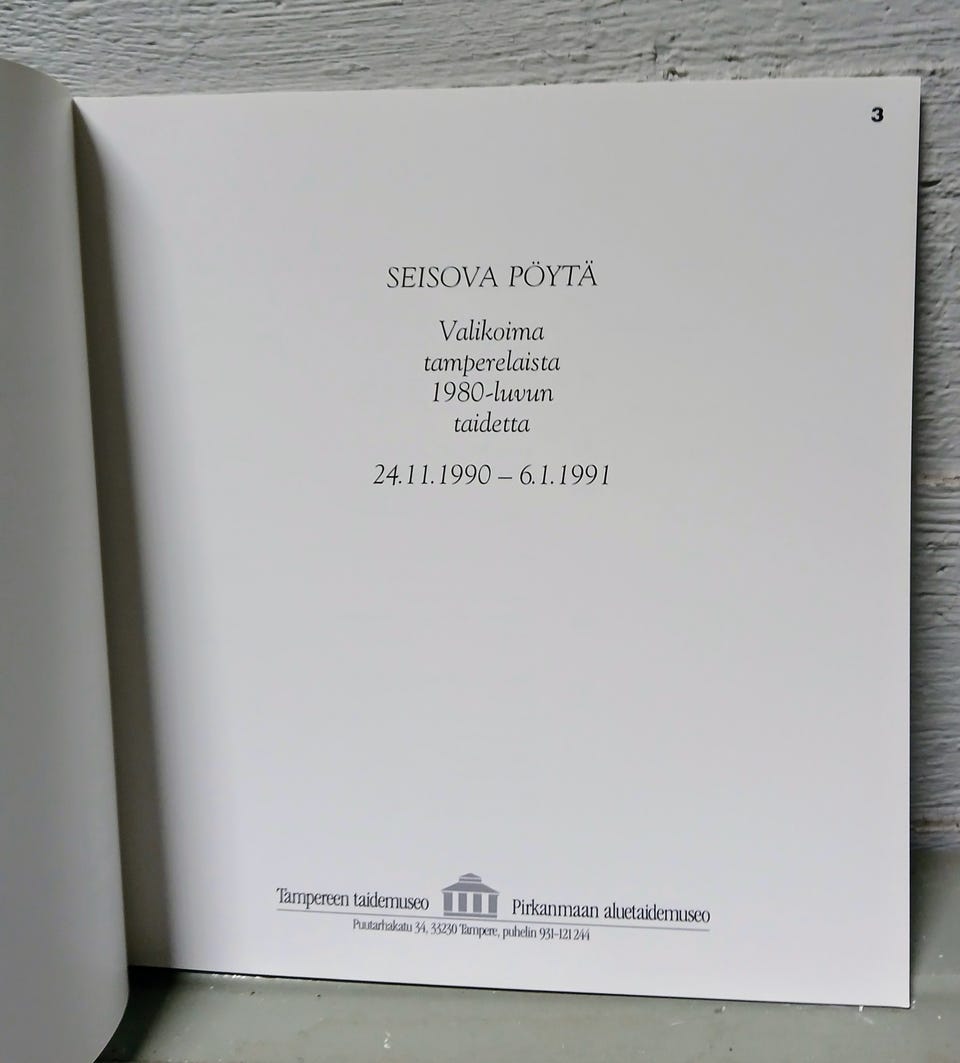 3
SEISOVA PÖYTÄ
Valikoima
tamperelaista
1980-luvun
taidetta
24.11.1990 – 6.1.1991
Tampereen taidemuseo Pirkanmaan aluetaidemuseo
Puutarhakatu 34, 33230 Tampere, puhelin 931-121 244